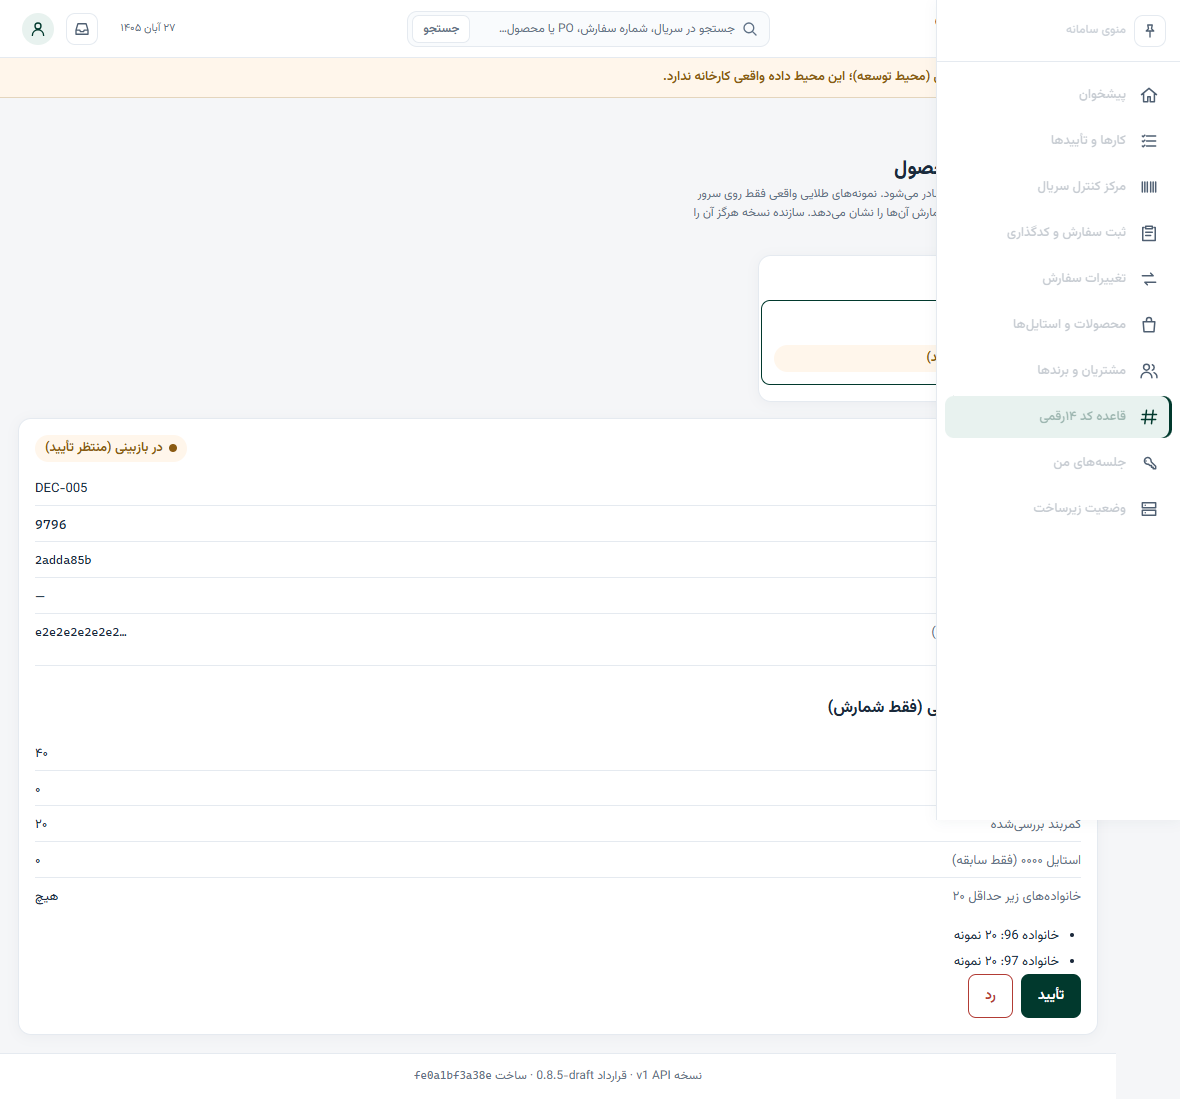 منوی سامانه
جستجو در سریال، شماره سفارش، PO یا محصول...
جستجو
۲۷ آبان ۱۴۰۵
(محیط توسعه)؛ این محیط داده واقعی کارخانه ندارد.
پیشخوان
کارها و تأییدها
مرکز کنترل سریال
ثبت سفارش و کدگذاری
تغییرات سفارش
محصولات و استایل‌ها
مشتریان و برندها
قاعده کد ۱۴رقمی
جلسه‌های من
وضعیت زیرساخت
می‌شود. نمونه‌های طلایی واقعی فقط روی سرور
آن‌ها را نشان می‌دهد. سازنده نسخه هرگز آن را
در بازبینی (منتظر تأیید)
DEC-005
9796
2adda85b
—
e2e2e2e2e2e2…
(فقط شمارش)
۴۰
۰
کمربند بررسی‌شده
۲۰
استایل ۰۰۰۰ (فقط سابقه)
۰
خانواده‌های زیر حداقل ۲۰
هیچ
• خانواده 96: ۲۰ نمونه
• خانواده 97: ۲۰ نمونه
تأیید
رد
نسخه API v1 · قرارداد 0.8.5-draft · ساخت fe0a1bf3a38e